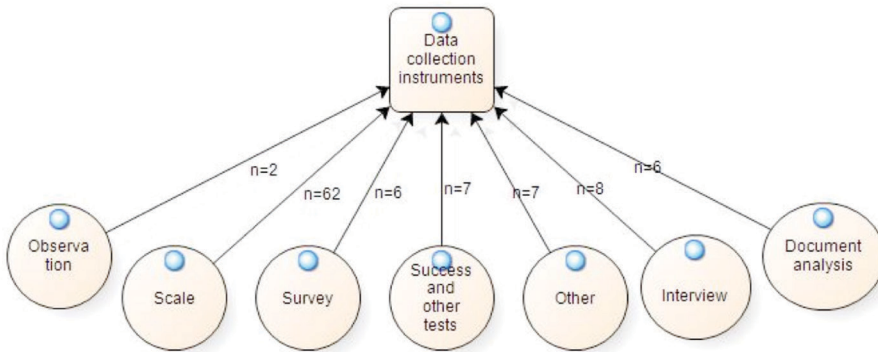 Data
collection
instruments
n=2
n=62
n=6
n=7
n=7
n=8
n=6
Observa
tion
Scale
Survey
Success
and
other
tests
Other
Interview
Document
analysis